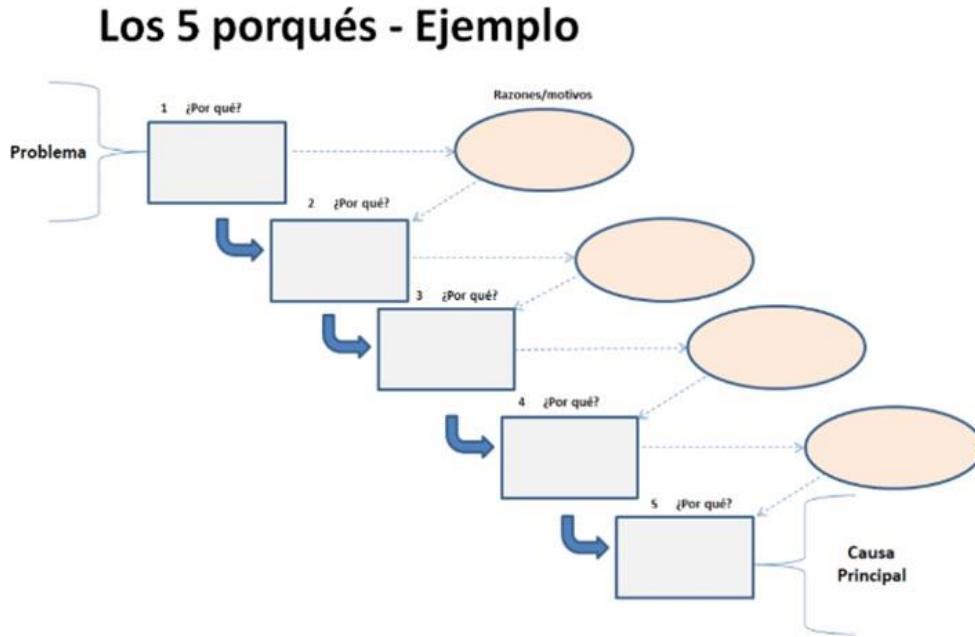 Los 5 porqués - Ejemplo
1 ¿Por qué?
Razones/motivos
Problema
2 ¿Por qué?
3 ¿Por qué?
4 ¿Por qué?
5 ¿Por qué?
Causa
Principal